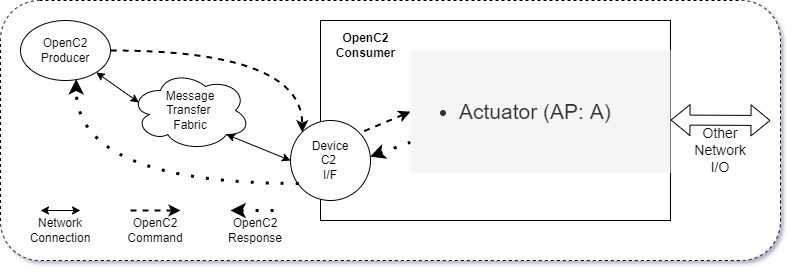 OpenC2
Producer
Message
Transfer
Fabric
OpenC2
Consumer
• Actuator (AP: A)
Device
C2
I/F
Other
Network
I/O
Network
Connection
OpenC2
Command
OpenC2
Response